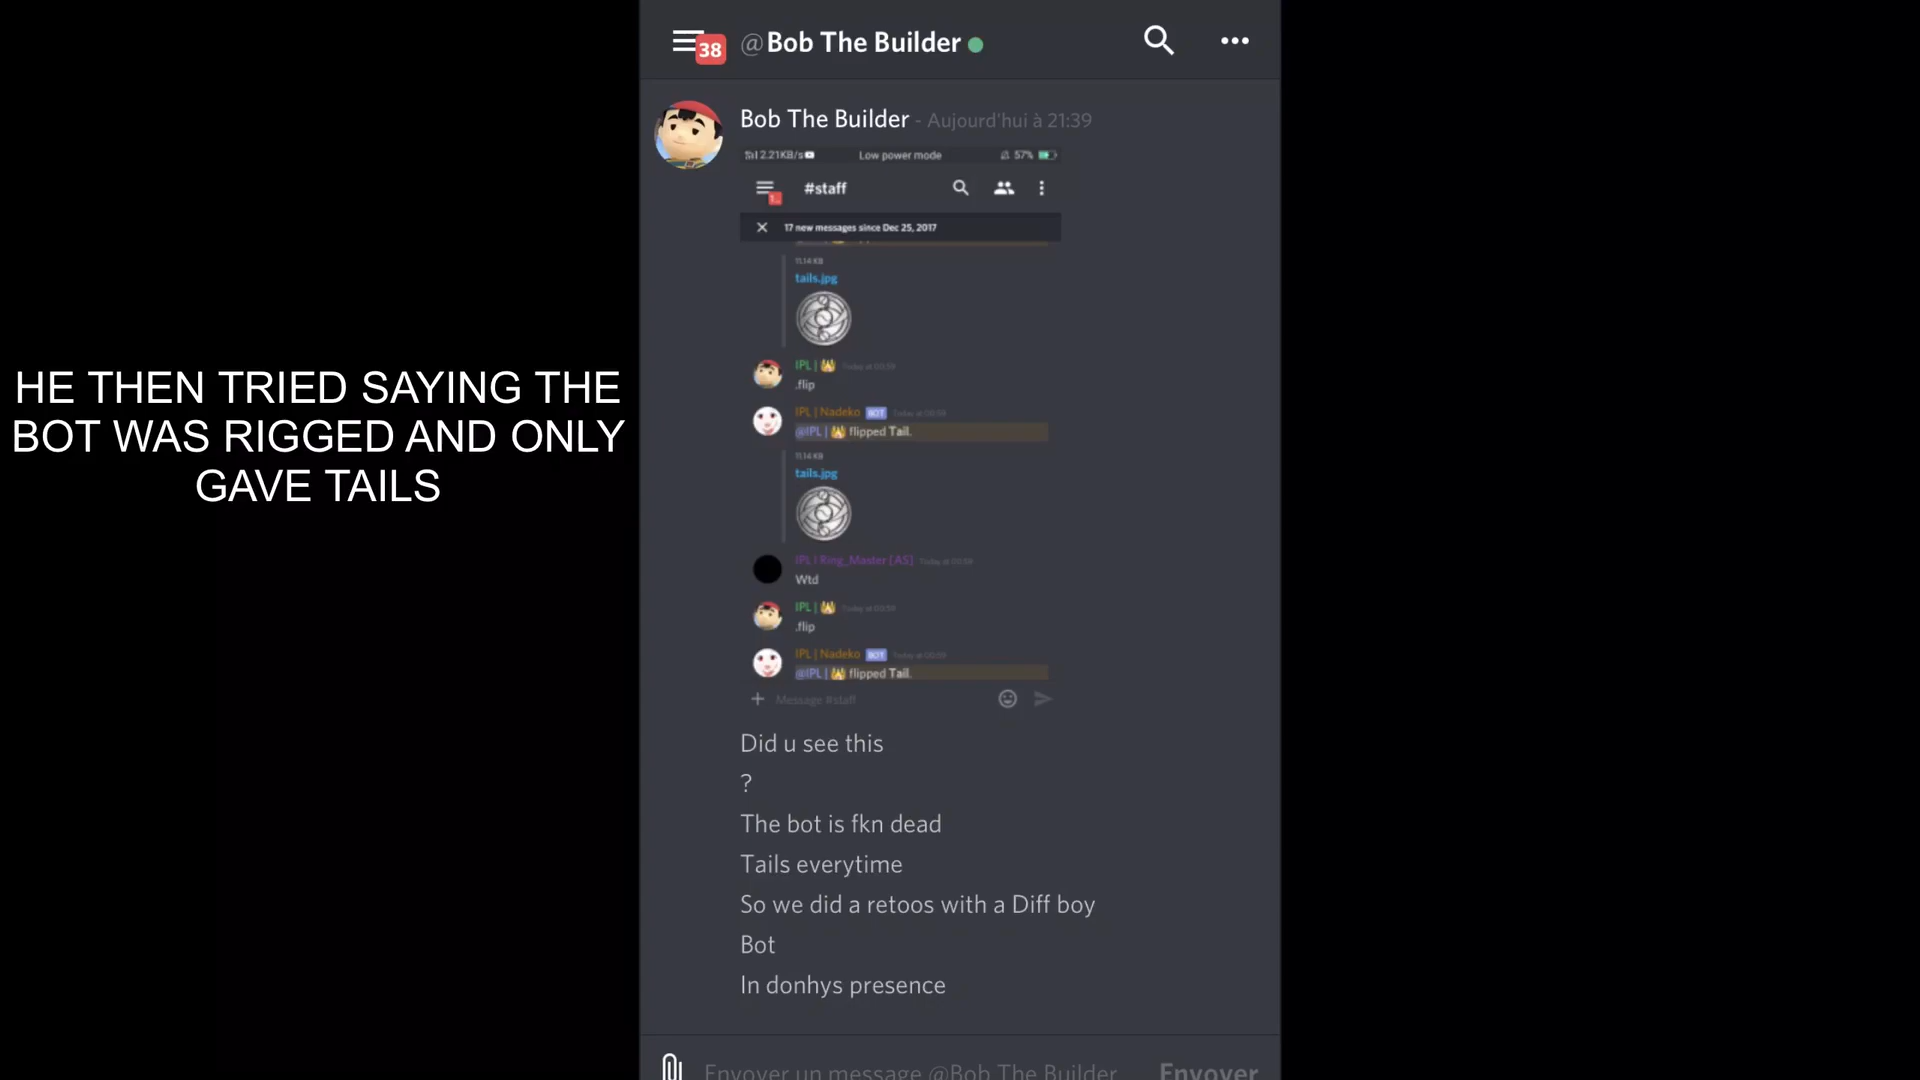 HE THEN TRIED SAYING THE
BOT WAS RIGGED AND ONLY
GAVE TAILS
38
@Bob The Builder
Bob The Builder - Aujourd'hui à 21:39
2.21KB/s Low power mode 57%
#staff
1...
17 new messages since Dec 25, 2017
11.14 KB
tails.jpg
IPL | Today at 00:59
.flip
IPL | Nadeko BOT Today at 00:59
@IPL | flipped Tail.
11.14 KB
tails.jpg
IPL | Ring_Master [AS] Today at 00:59
Wtd
IPL | Today at 00:59
.flip
IPL | Nadeko BOT Today at 00:59
@IPL | flipped Tail.
Message #staff
Did u see this
?
The bot is fkn dead
Tails everytime
So we did a retoos with a Diff boy
Bot
In donhys presence
Envoyer un message @Bob The Builder Envoyer